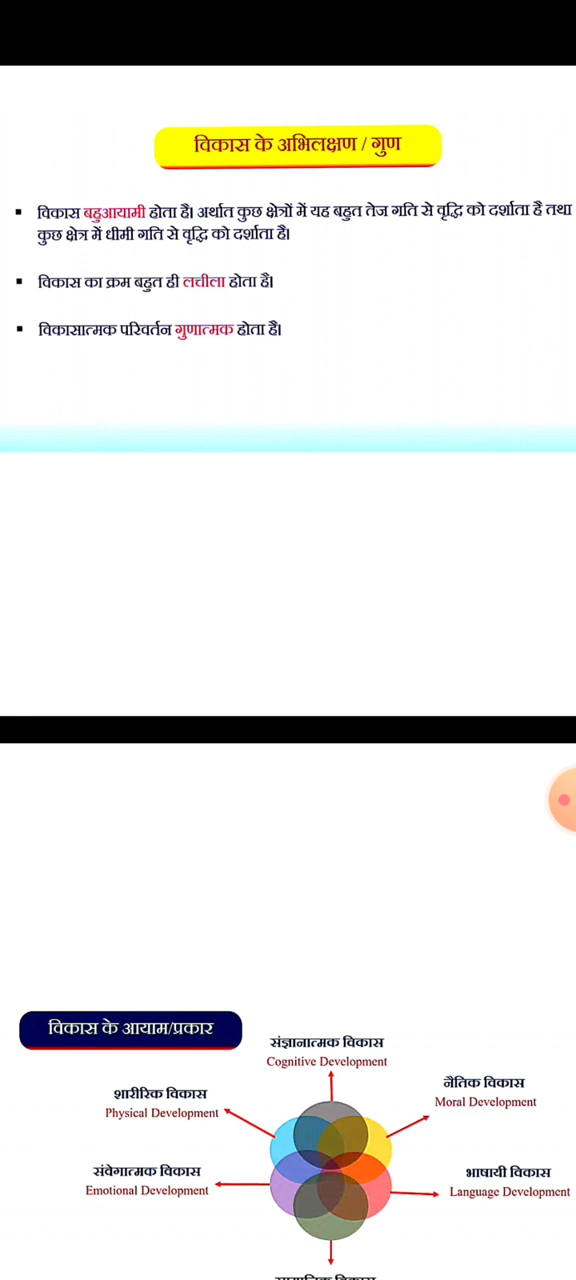 विकास के अभिलक्षण / गुण
▪ विकास बहुआयामी होता है। अर्थात कुछ क्षेत्रों में यह बहुत तेज गति से वृद्धि को दर्शाता है तथा
कुछ क्षेत्र में धीमी गति से वृद्धि को दर्शाता है।
▪ विकास का क्रम बहुत ही लचीला होता है।
▪ विकासात्मक परिवर्तन गुणात्मक होता है।
विकास के आयाम/प्रकार
संज्ञानात्मक विकास
Cognitive Development
नैतिक विकास
Moral Development
शारीरिक विकास
Physical Development
संवेगात्मक विकास
Emotional Development
भाषायी विकास
Language Development